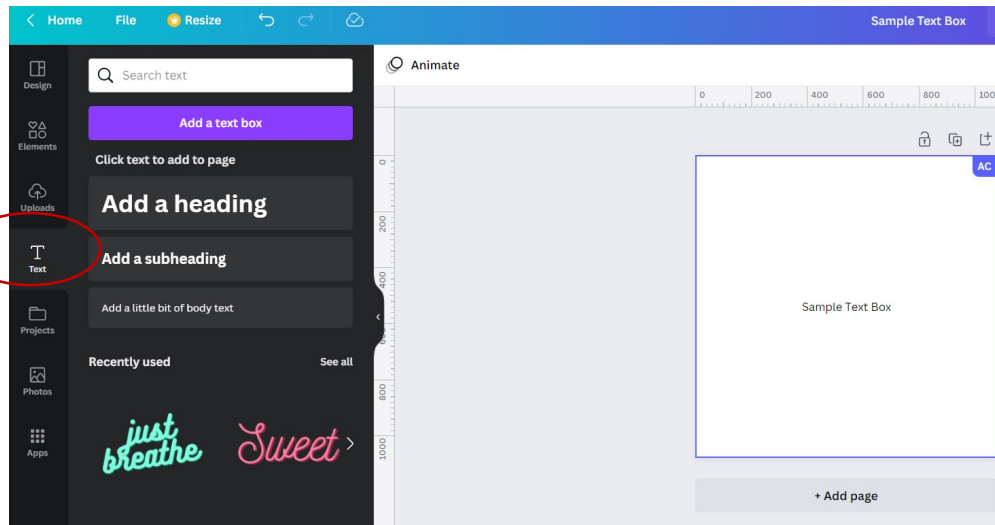 Home File Resize Sample Text Box
Design
Elements
Uploads
Text
Projects
Photos
Apps
Search text
Add a text box
Click text to add to page
Add a heading
Add a subheading
Add a little bit of body text
Recently used See all
just
breathe
Sweet
Animate
0 200 400 600 800 100
0
200
400
600
800
1000
AC
Sample Text Box
+ Add page